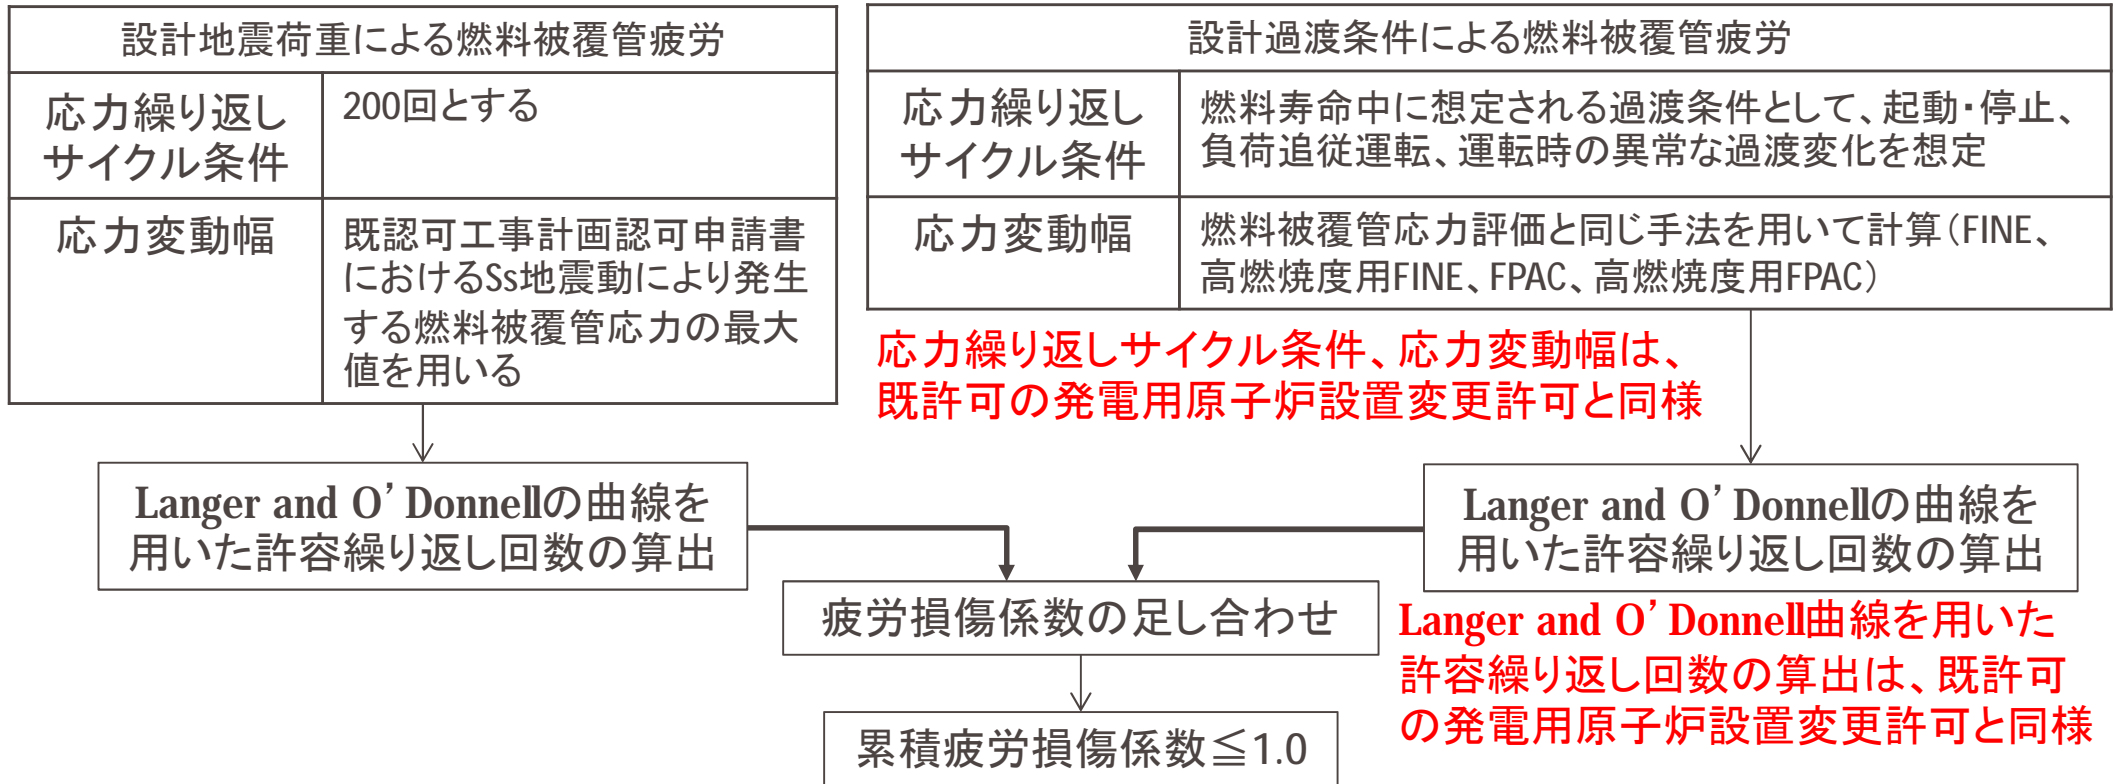 設計地震荷重による燃料被覆管疲労
応力繰り返し
サイクル条件
200回とする
応力変動幅
既認可工事計画認可申請書
におけるSs地震動により発生
する燃料被覆管応力の最大
値を用いる
設計過渡条件による燃料被覆管疲労
応力繰り返し
サイクル条件
燃料寿命中に想定される過渡条件として、起動・停止、
負荷追従運転、運転時の異常な過渡変化を想定
応力変動幅
燃料被覆管応力評価と同じ手法を用いて計算（FINE、
高燃焼度用FINE、FPAC、高燃焼度用FPAC）
応力繰り返しサイクル条件、応力変動幅は、
既許可の発電用原子炉設置変更許可と同様
Langer and O’Donnellの曲線を
用いた許容繰り返し回数の算出
Langer and O’Donnellの曲線を
用いた許容繰り返し回数の算出
疲労損傷係数の足し合わせ
Langer and O’Donnell曲線を用いた
許容繰り返し回数の算出は、既許可
の発電用原子炉設置変更許可と同様
累積疲労損傷係数≦1.0